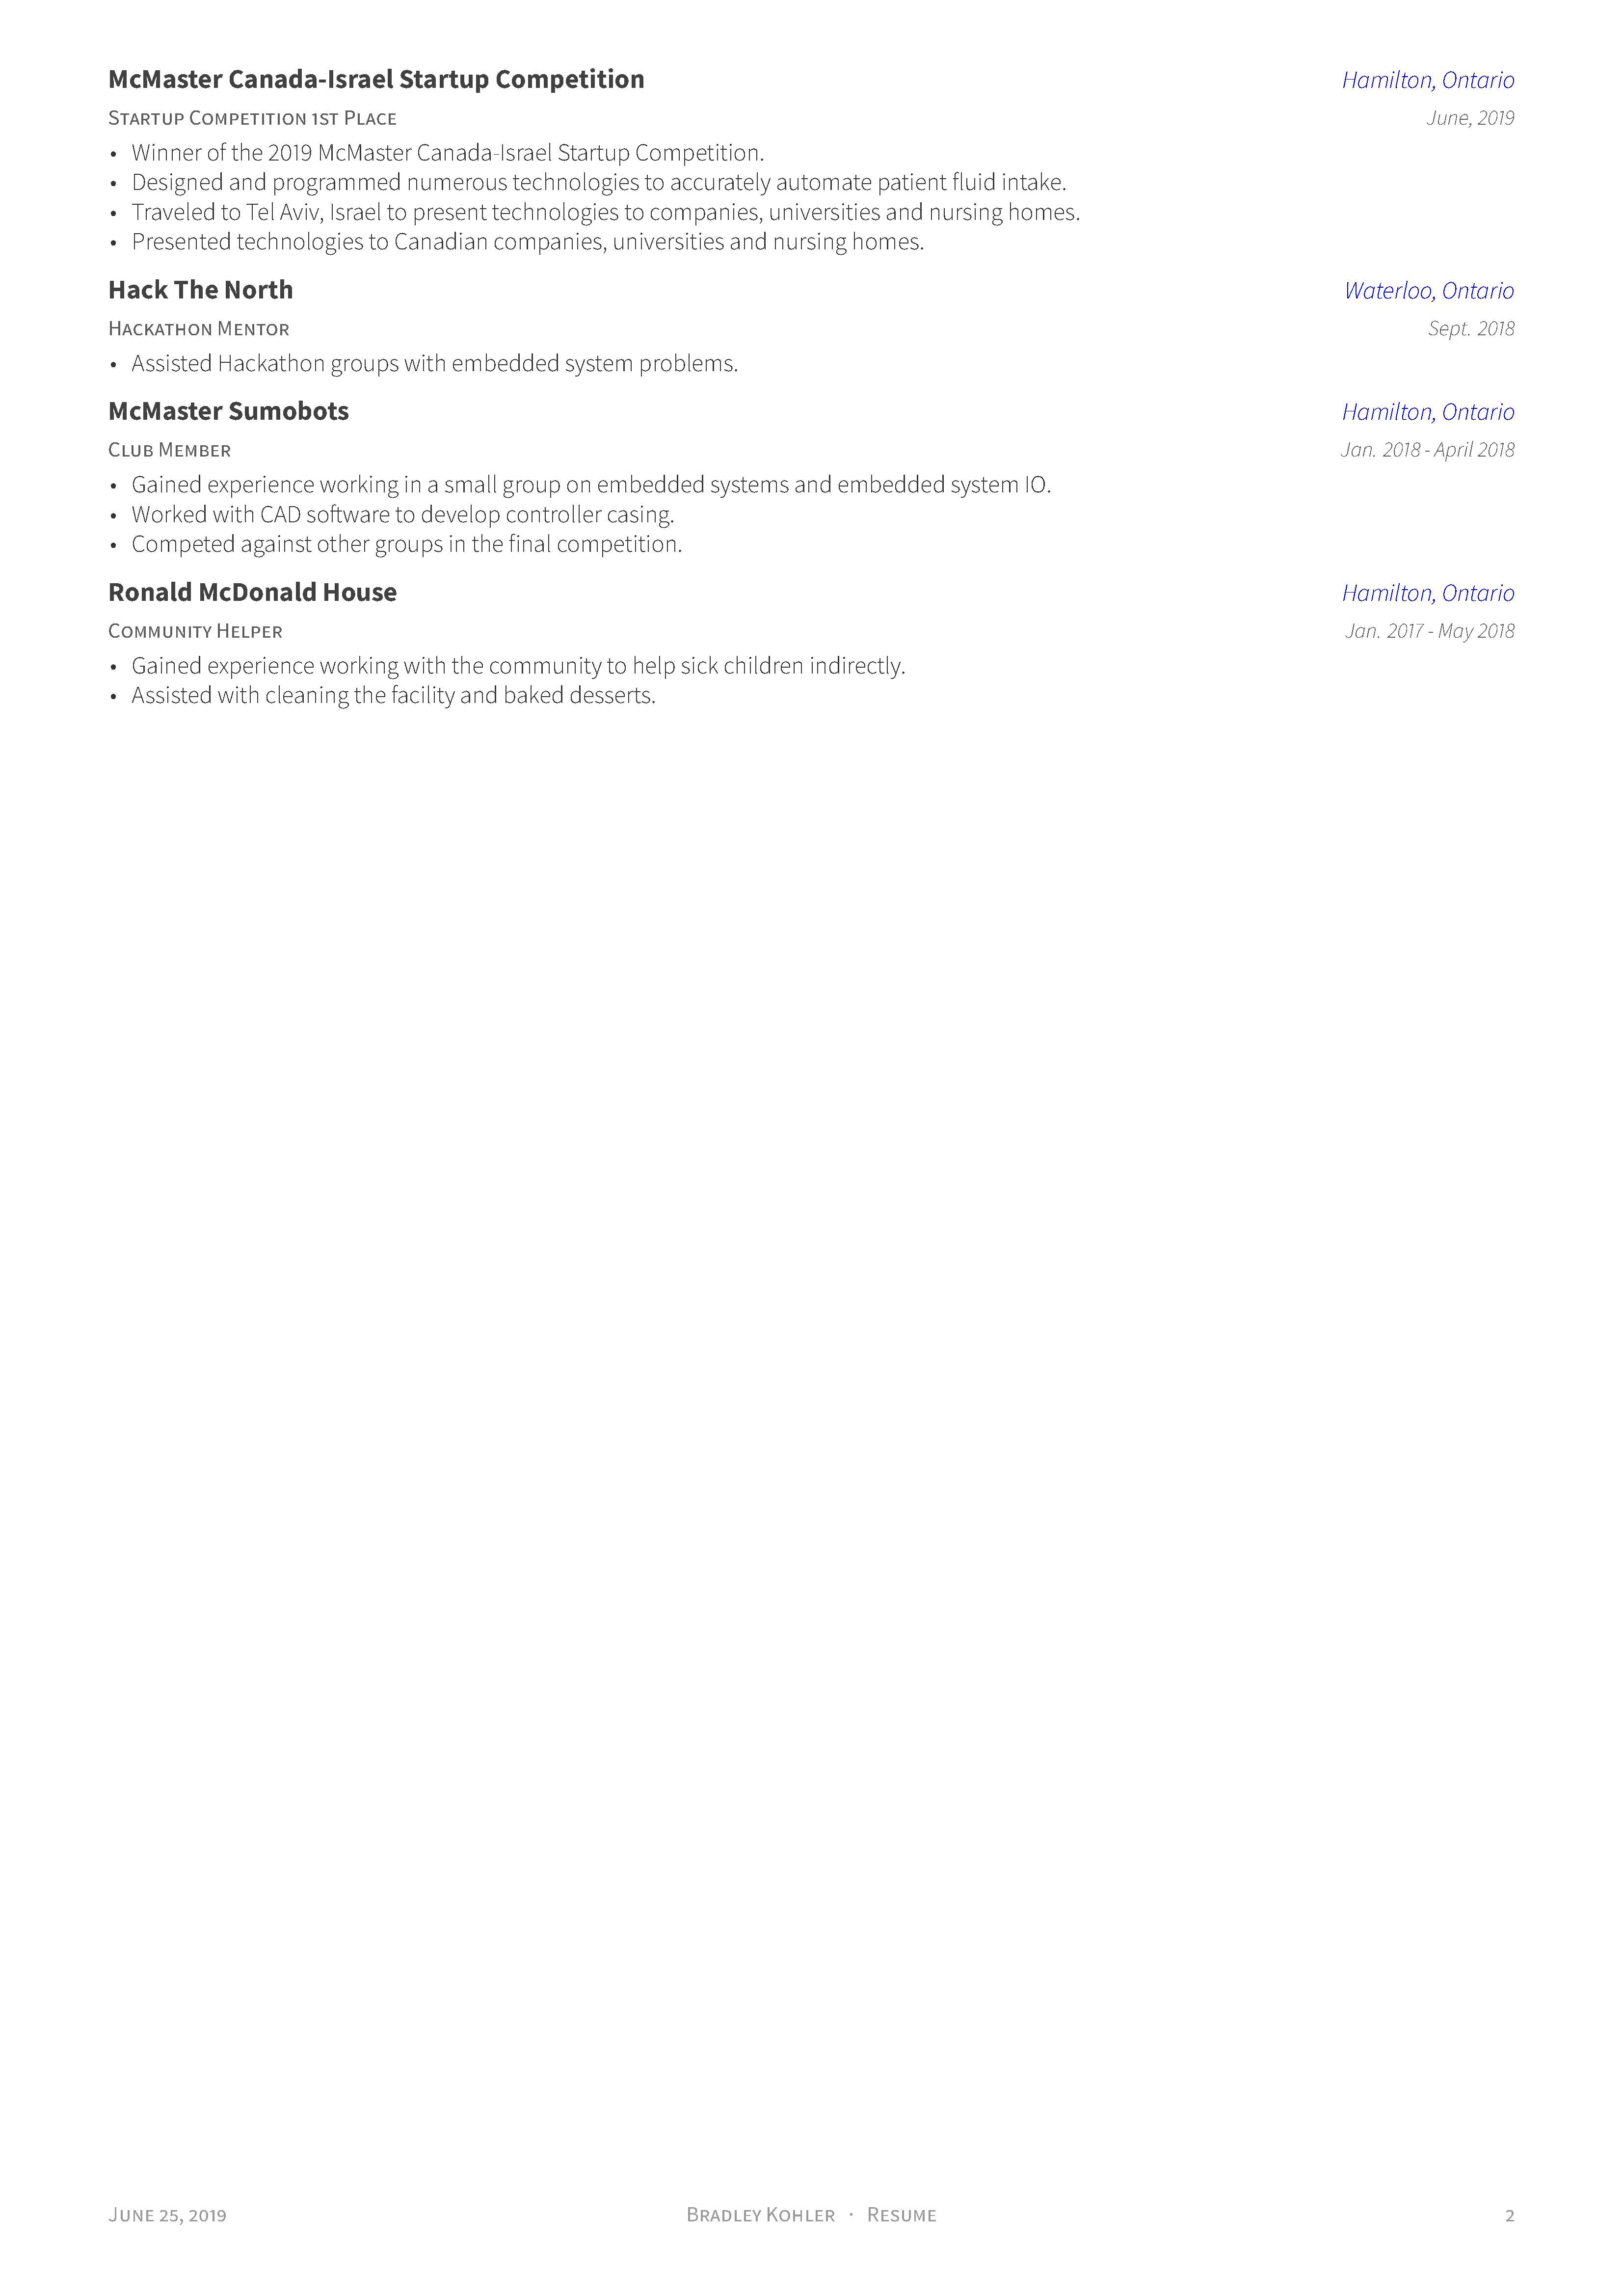 McMaster Canada-Israel Startup Competition Hamilton, Ontario
Startup Competition 1st Place June, 2019
• Winner of the 2019 McMaster Canada-Israel Startup Competition.
• Designed and programmed numerous technologies to accurately automate patient fluid intake.
• Traveled to Tel Aviv, Israel to present technologies to companies, universities and nursing homes.
• Presented technologies to Canadian companies, universities and nursing homes.
Hack The North Waterloo, Ontario
Hackathon Mentor Sept. 2018
• Assisted Hackathon groups with embedded system problems.
McMaster Sumobots Hamilton, Ontario
Club Member Jan. 2018 - April 2018
• Gained experience working in a small group on embedded systems and embedded system IO.
• Worked with CAD software to develop controller casing.
• Competed against other groups in the final competition.
Ronald McDonald House Hamilton, Ontario
Community Helper Jan. 2017 - May 2018
• Gained experience working with the community to help sick children indirectly.
• Assisted with cleaning the facility and baked desserts.
June 25, 2019 Bradley Kohler · Resume 2